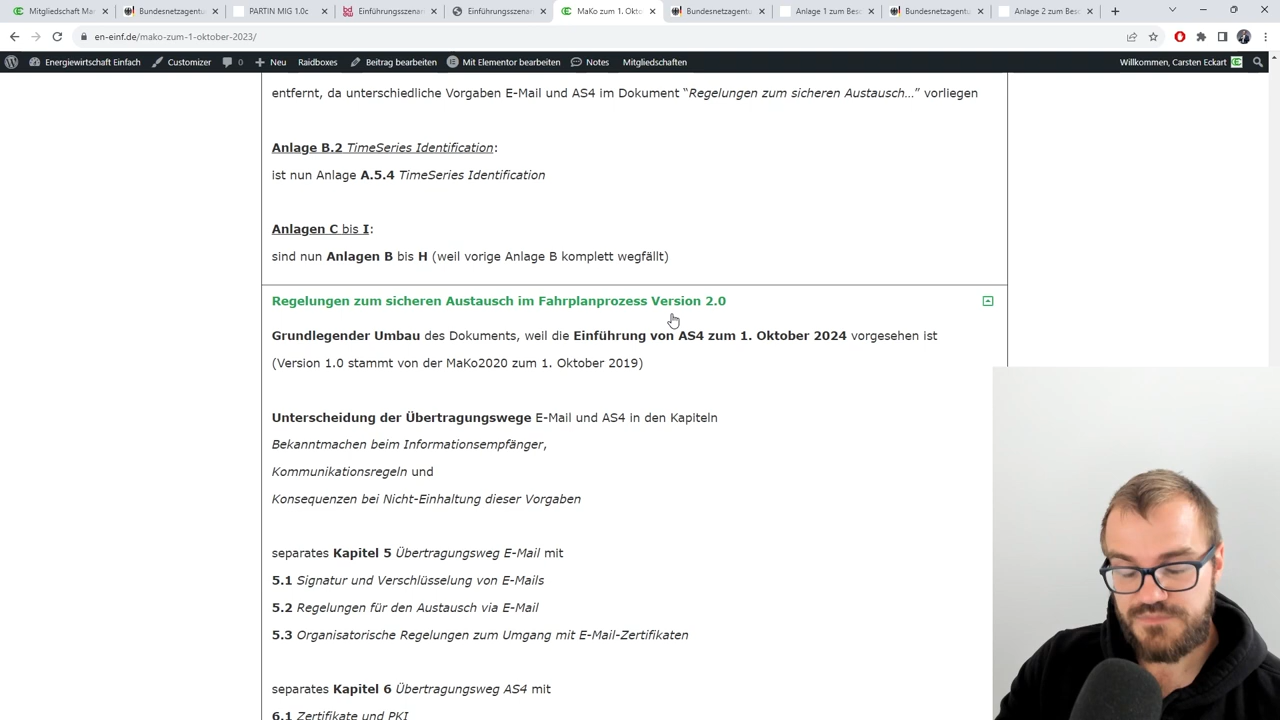 Mitgliedschaft Ma
Bundesnetzagentu
PARTIN MIG 1.0c
Einführungsszena
Einführungsszena
MaKo zum 1. Okto
Bundesnetzagentu
Anlage 1 zum Bes
Bundesnetzagentu
Anlage 2 zum Bes
en-einf.de/mako-zum-1-oktober-2023/
Energiewirtschaft Einfach
Customizer
0
Neu
Raidboxes
Beitrag bearbeiten
Mit Elementor bearbeiten
Notes
Mitgliedschaften
Willkommen, Carsten Eckart
entfernt, da unterschiedliche Vorgaben E-Mail und AS4 im Dokument “Regelungen zum sicheren Austausch…” vorliegen
Anlage B.2 TimeSeries Identification:
ist nun Anlage A.5.4 TimeSeries Identification
Anlagen C bis I:
sind nun Anlagen B bis H (weil vorige Anlage B komplett wegfällt)
Regelungen zum sicheren Austausch im Fahrplanprozess Version 2.0
Grundlegender Umbau des Dokuments, weil die Einführung von AS4 zum 1. Oktober 2024 vorgesehen ist
(Version 1.0 stammt von der MaKo2020 zum 1. Oktober 2019)
Unterscheidung der Übertragungswege E-Mail und AS4 in den Kapiteln
Bekanntmachen beim Informationsempfänger,
Kommunikationsregeln und
Konsequenzen bei Nicht-Einhaltung dieser Vorgaben
separates Kapitel 5 Übertragungsweg E-Mail mit
5.1 Signatur und Verschlüsselung von E-Mails
5.2 Regelungen für den Austausch via E-Mail
5.3 Organisatorische Regelungen zum Umgang mit E-Mail-Zertifikaten
separates Kapitel 6 Übertragungsweg AS4 mit
6.1 Zertifikate und PKI